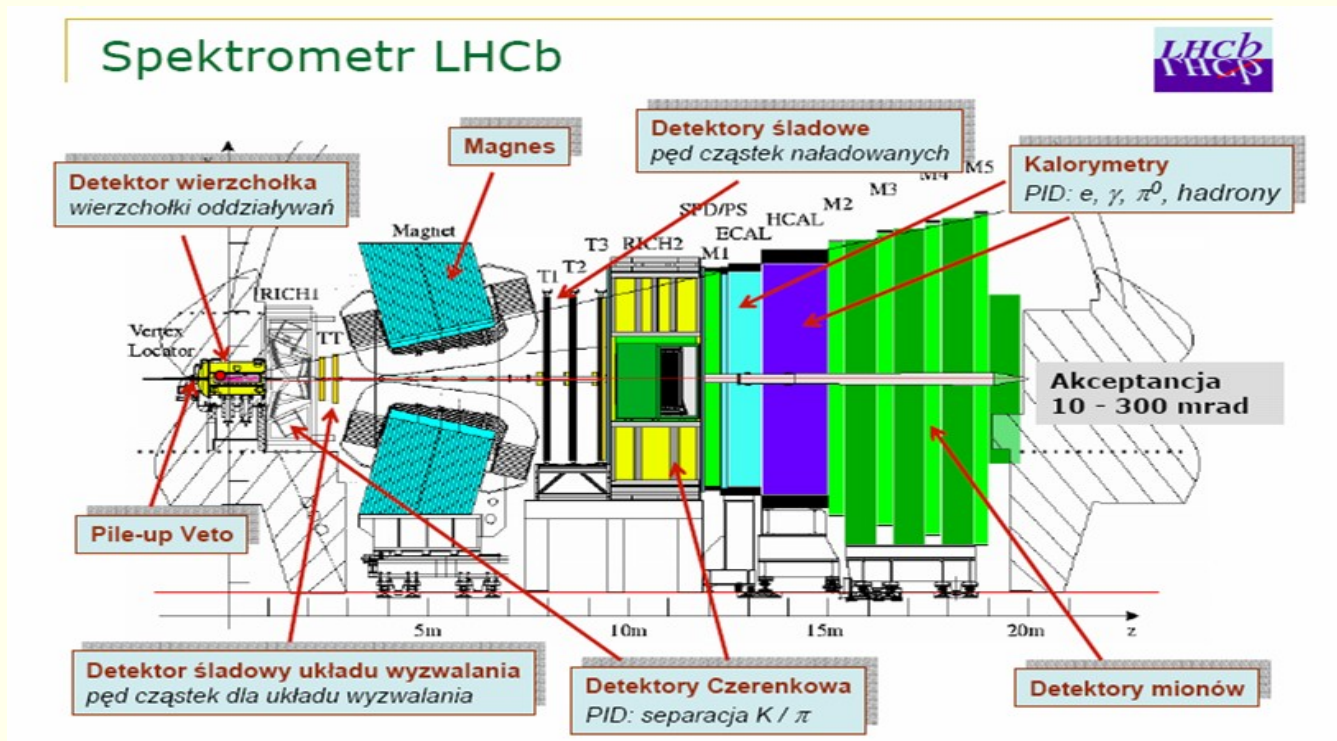 Spektrometr LHCb
LHCb
LHCb
Magnes
Detektory śladowe
pęd cząstek naładowanych
Kalorymetry
PID: e, γ, π⁰, hadrony
Detektor wierzchołka
wierzchołki oddziaływań
Magnet
SPD/PS
ECAL
HCAL
M1
M2
M3
M4
M5
T1
T2
T3
RICH2
RICH1
TT
Vertex
Locator
Akceptancja
10 - 300 mrad
Pile-up Veto
5m
10m
15m
20m
z
Detektor śladowy układu wyzwalania
pęd cząstek dla układu wyzwalania
Detektory Czerenkowa
PID: separacja K / π
Detektory mionów